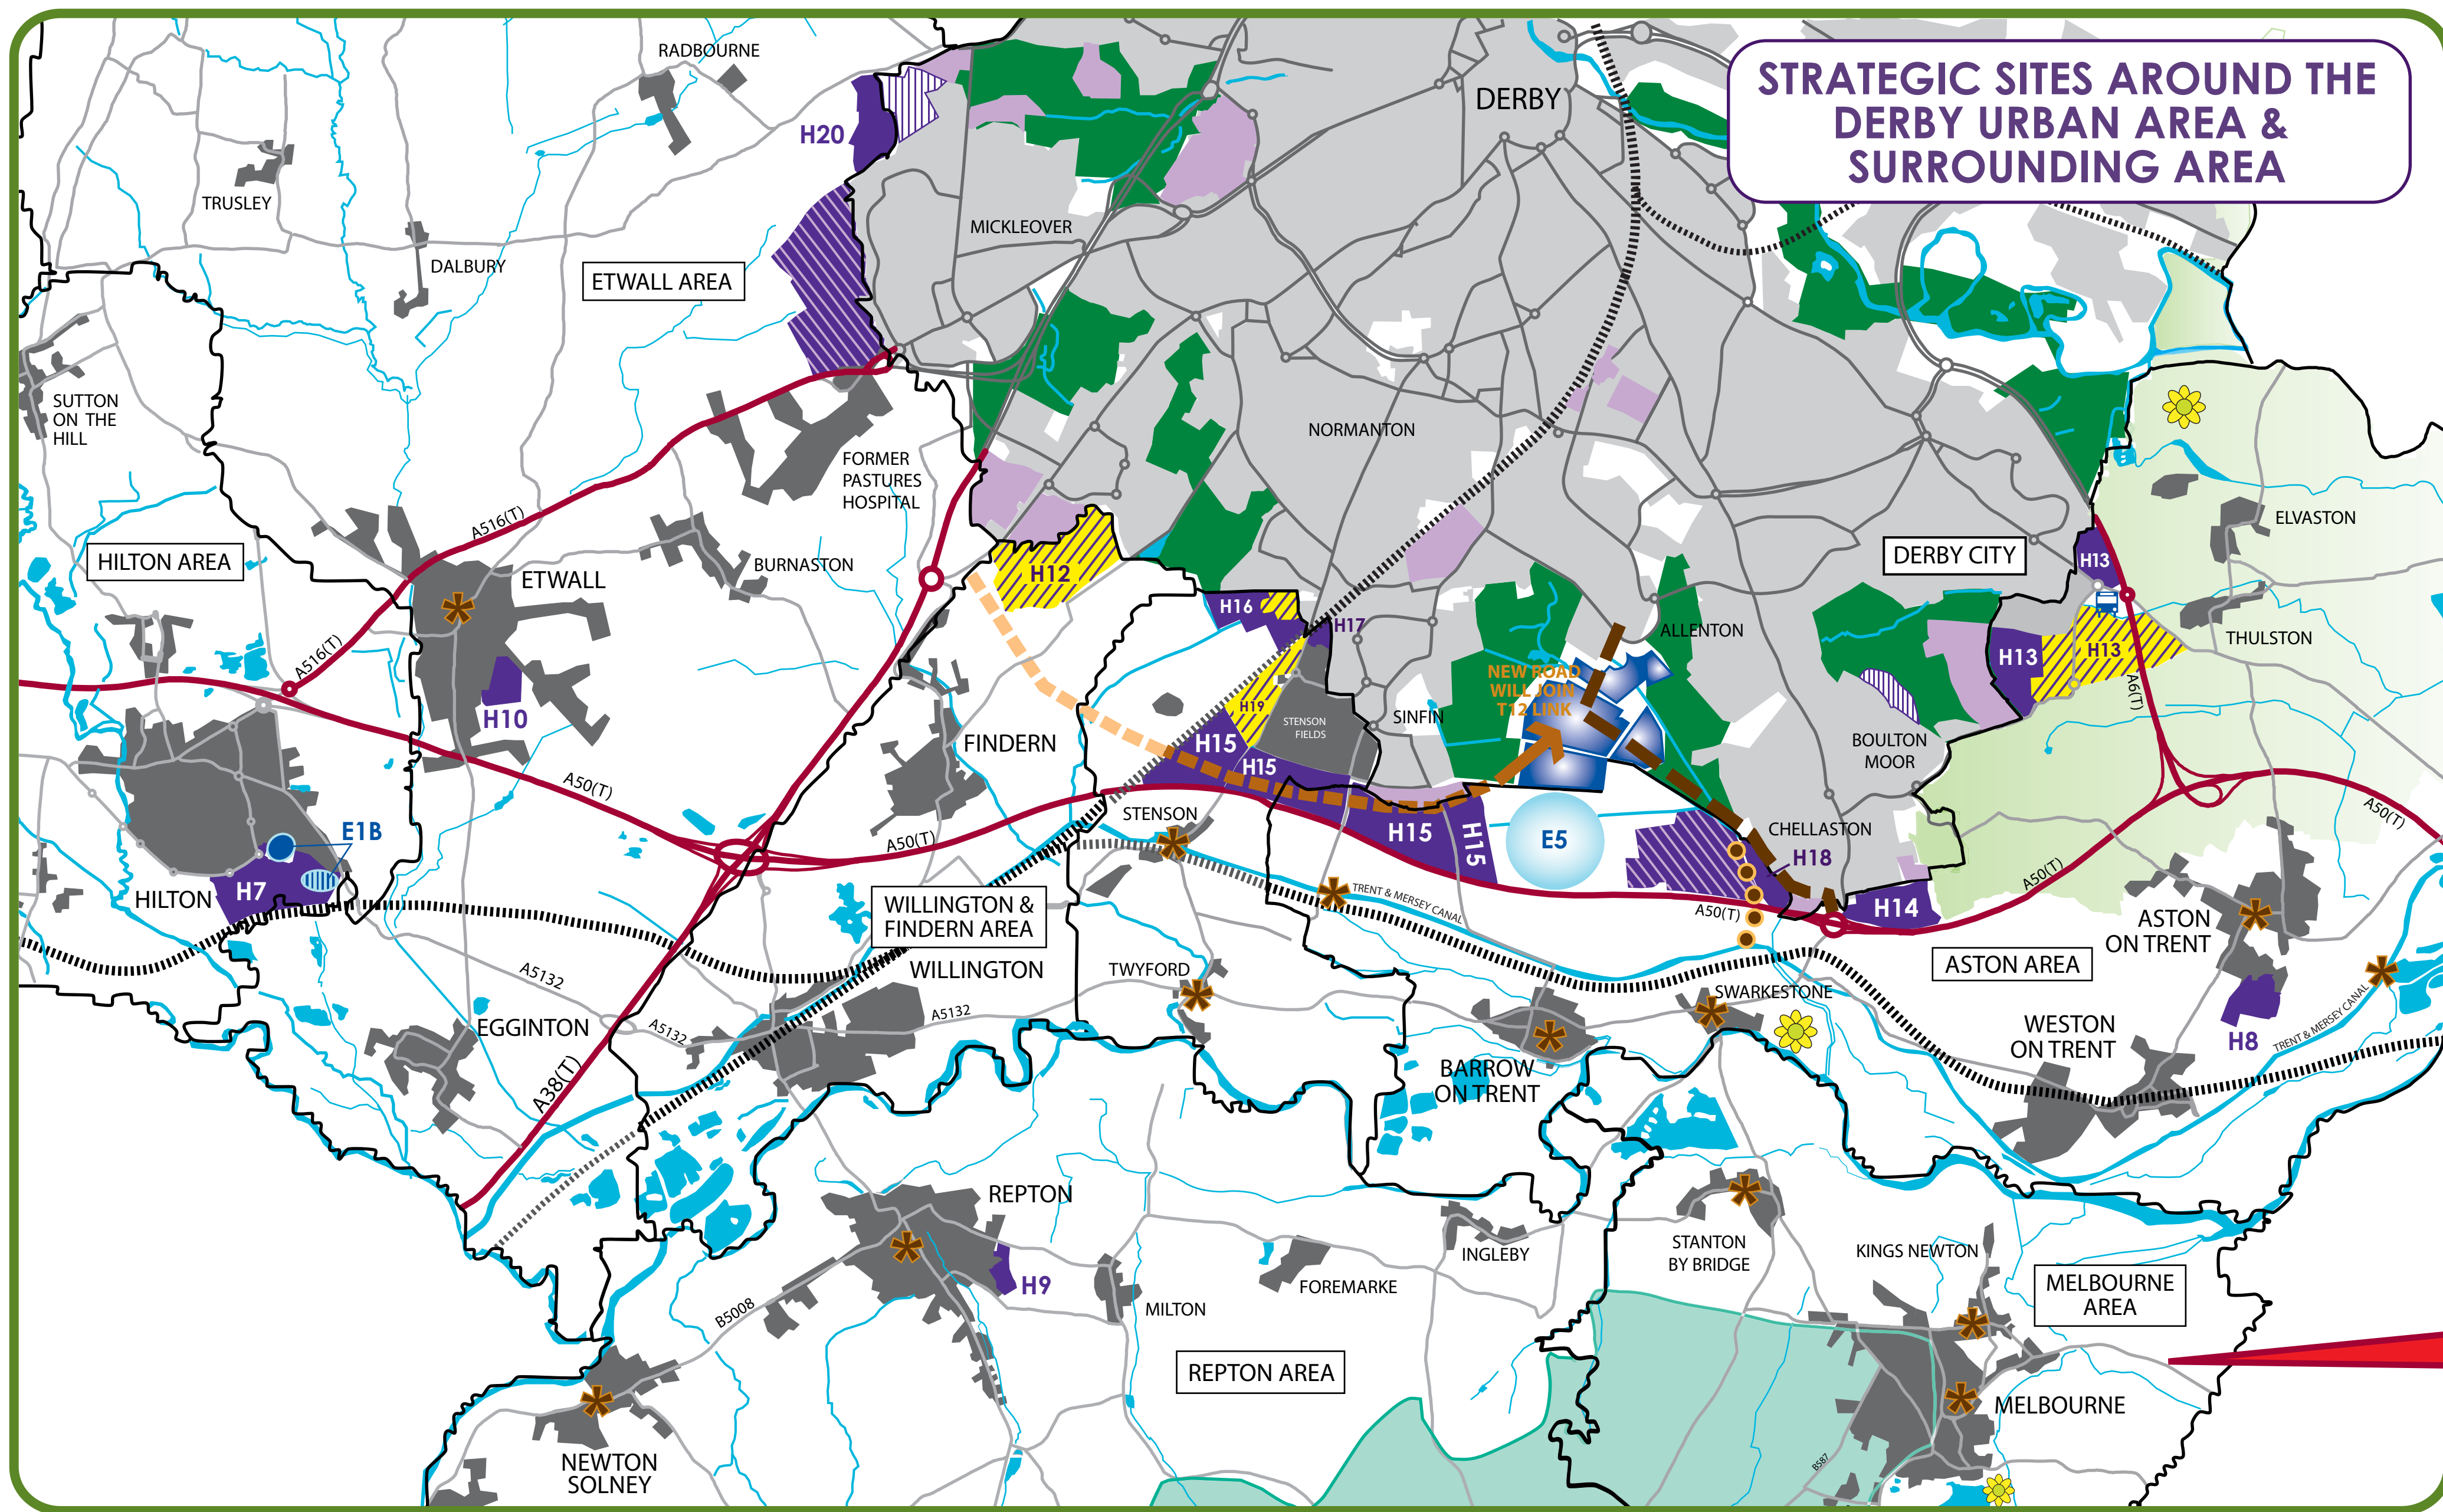 STRATEGIC SITES AROUND THE
DERBY URBAN AREA &
SURROUNDING AREA
RADBOURNE
DERBY
H20
TRUSLEY
MICKLEOVER
DALBURY
ETWALL AREA
SUTTON
ON THE
HILL
NORMANTON
FORMER
PASTURES
HOSPITAL
A516(T)
ELVASTON
HILTON AREA
DERBY CITY
BURNASTON
H12
H13
ETWALL
H16
H17
ALLENTON
THULSTON
A516(T)
H13
H13
NEW ROAD
WILL JOIN
T12 LINK
A6(T)
H10
H19
STENSON
FIELDS
SINFIN
FINDERN
H15
H15
BOULTON
MOOR
A50(T)
STENSON
A50(T)
E1B
A50(T)
H15
H15
E5
CHELLASTON
H18
A50(T)
HILTON
H7
TRENT & MERSEY CANAL
A50(T)
H14
WILLINGTON &
FINDERN AREA
ASTON
ON TRENT
ASTON AREA
A5132
WILLINGTON
TWYFORD
SWARKESTONE
TRENT & MERSEY CANAL
EGGINTON
A5132
A5132
WESTON
ON TRENT
H8
BARROW
ON TRENT
A38(T)
REPTON
STANTON
BY BRIDGE
INGLEBY
KINGS NEWTON
H9
FOREMARKE
MELBOURNE
AREA
B5008
MILTON
REPTON AREA
MELBOURNE
NEWTON
SOLNEY
B587